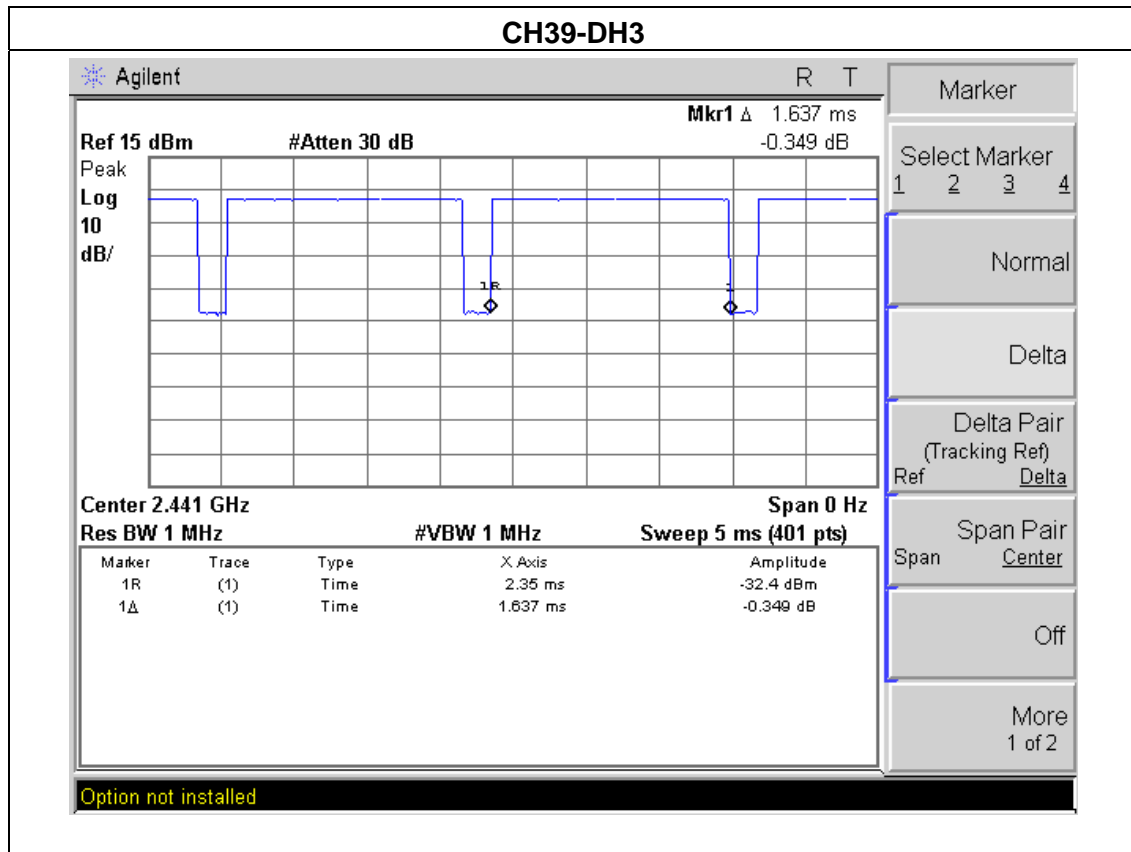 CH39-DH3
Agilent R T
Mkr1 Δ 1.637 ms
Ref 15 dBm #Atten 30 dB -0.349 dB
Peak
Log
10
dB/
1R
1
Center 2.441 GHz Span 0 Hz
Res BW 1 MHz #VBW 1 MHz Sweep 5 ms (401 pts)
Marker Trace Type X Axis Amplitude
1R (1) Time 2.35 ms -32.4 dBm
1Δ (1) Time 1.637 ms -0.349 dB
Option not installed
Marker
Select Marker
1 2 3 4
Normal
Delta
Delta Pair
(Tracking Ref)
Ref Delta
Span Pair
Span Center
Off
More
1 of 2